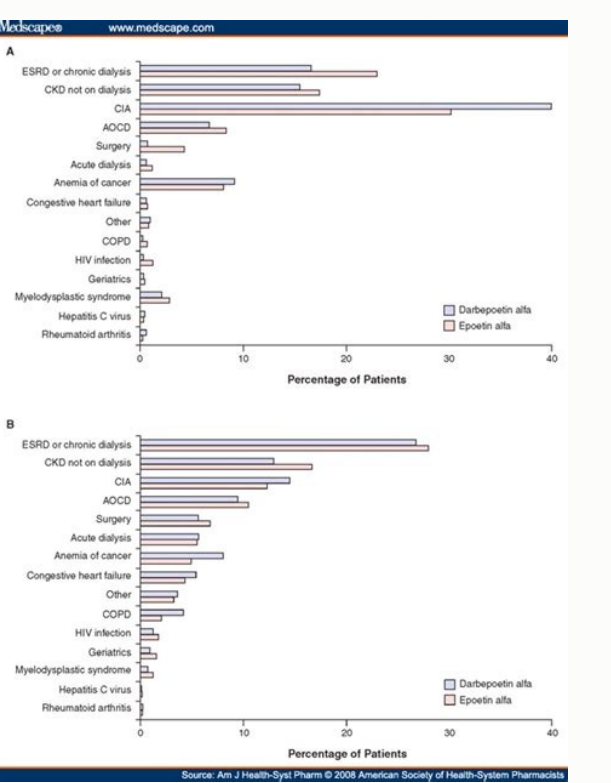 Medscape® www.medscape.com
A
ESRD or chronic dialysis
CKD not on dialysis
CIA
AOCD
Surgery
Acute dialysis
Anemia of cancer
Congestive heart failure
Other
COPD
HIV infection
Geriatrics
Myelodysplastic syndrome
Hepatitis C virus
Rheumatoid arthritis
Darbepoetin alfa
Epoetin alfa
0 10 20 30 40
Percentage of Patients
B
ESRD or chronic dialysis
CKD not on dialysis
CIA
AOCD
Surgery
Acute dialysis
Anemia of cancer
Congestive heart failure
Other
COPD
HIV infection
Geriatrics
Myelodysplastic syndrome
Hepatitis C virus
Rheumatoid arthritis
Darbepoetin alfa
Epoetin alfa
0 10 20 30 40
Percentage of Patients
Source: Am J Health-Syst Pharm © 2008 American Society of Health-System Pharmacists